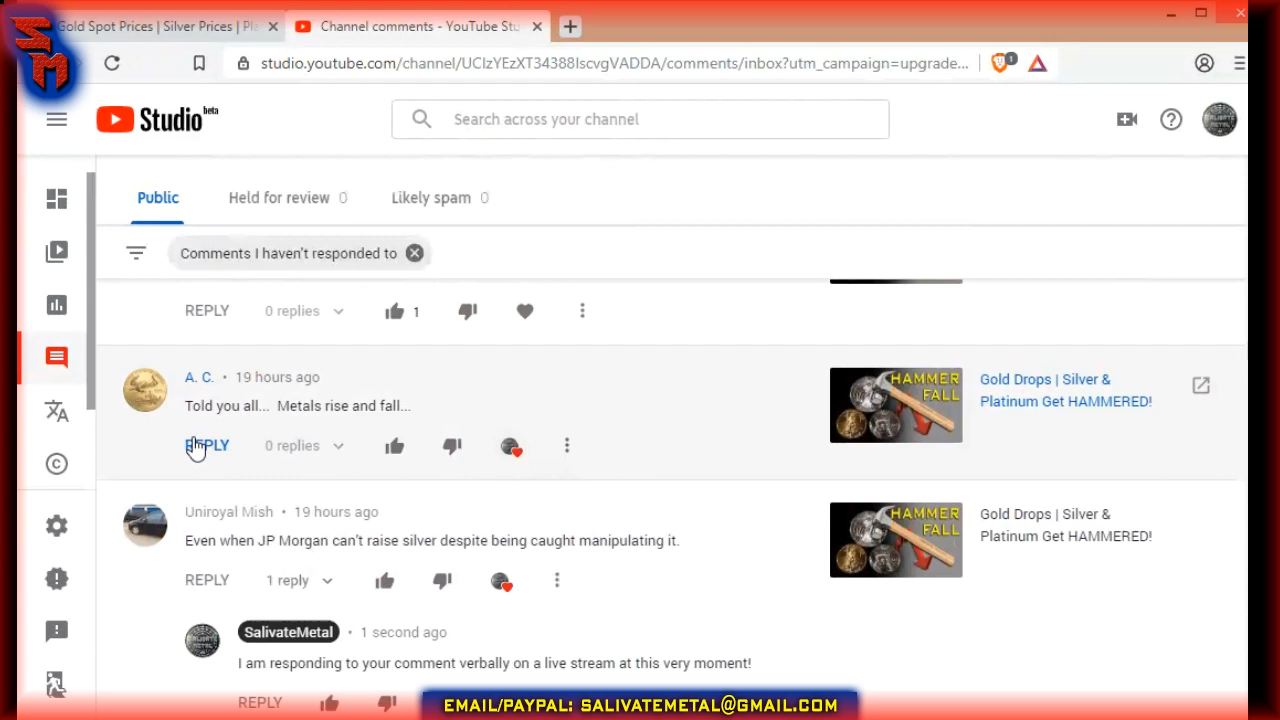 SM
Gold Spot Prices | Silver Prices | Pl
Channel comments - YouTube Stu
studio.youtube.com/channel/UCIzYEzXT34388IscvgVADDA/comments/inbox?utm_campaign=upgrade...
1
Studio beta
Search across your channel
Public
Held for review 0
Likely spam 0
Comments I haven't responded to
REPLY
0 replies
1
A. C. • 19 hours ago
Told you all... Metals rise and fall...
REPLY
0 replies
HAMMER
FALL
Gold Drops | Silver &
Platinum Get HAMMERED!
Uniroyal Mish • 19 hours ago
Even when JP Morgan can't raise silver despite being caught manipulating it.
REPLY
1 reply
HAMMER
FALL
Gold Drops | Silver &
Platinum Get HAMMERED!
SalivateMetal • 1 second ago
I am responding to your comment verbally on a live stream at this very moment!
REPLY
EMAIL/PAYPAL: SALIVATEMETAL@GMAIL.COM